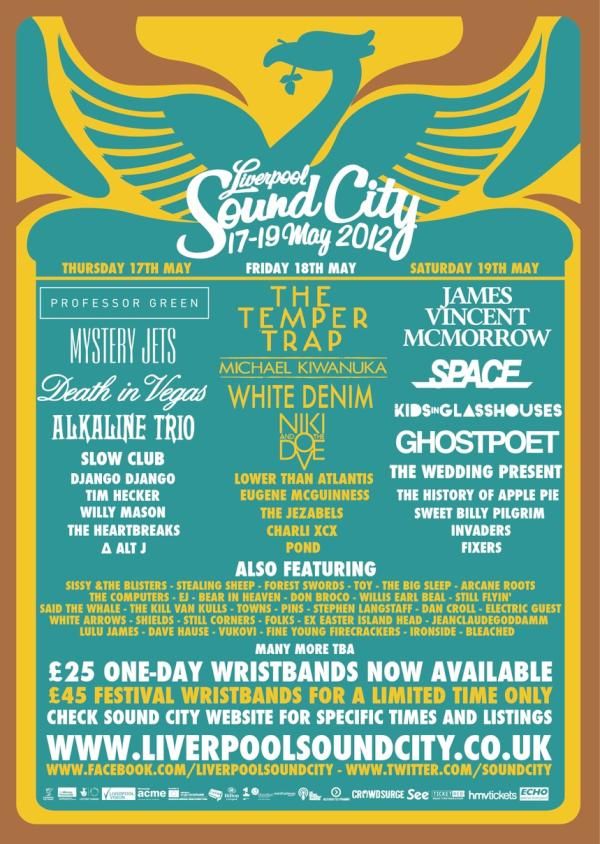 Liverpool
Sound City
17-19 May 2012
THURSDAY 17TH MAY
PROFESSOR GREEN
MYSTERY JETS
Death in Vegas
ALKALINE TRIO
SLOW CLUB
DJANGO DJANGO
TIM HECKER
WILLY MASON
THE HEARTBREAKS
Δ ALT J
FRIDAY 18TH MAY
THE
TEMPER
TRAP
MICHAEL KIWANUKA
WHITE DENIM
NIKI
AND THE
DOVE
LOWER THAN ATLANTIS
EUGENE MCGUINNESS
THE JEZABELS
CHARLI XCX
POND
SATURDAY 19TH MAY
JAMES
VINCENT
MCMORROW
SPACE
KIDS IN GLASSHOUSES
GHOSTPOET
THE WEDDING PRESENT
THE HISTORY OF APPLE PIE
SWEET BILLY PILGRIM
INVADERS
FIXERS
ALSO FEATURING
SISSY &THE BLISTERS - STEALING SHEEP - FOREST SWORDS - TOY - THE BIG SLEEP - ARCANE ROOTS
THE COMPUTERS - EJ - BEAR IN HEAVEN - DON BROCO - WILLIS EARL BEAL - STILL FLYIN'
SAID THE WHALE - THE KILL VAN KULLS - TOWNS - PINS - STEPHEN LANGSTAFF - DAN CROLL - ELECTRIC GUEST
WHITE ARROWS - SHIELDS - STILL CORNERS - FOLKS - EX EASTER ISLAND HEAD - JEANCLAUDEGODDAMM
LULU JAMES - DAVE HAUSE - VUKOVI - FINE YOUNG FIRECRACKERS - IRONSIDE - BLEACHED
MANY MORE TBA
£25 ONE-DAY WRISTBANDS NOW AVAILABLE
£45 FESTIVAL WRISTBANDS FOR A LIMITED TIME ONLY
CHECK SOUND CITY WEBSITE FOR SPECIFIC TIMES AND LISTINGS
WWW.LIVERPOOLSOUNDCITY.CO.UK
WWW.FACEBOOK.COM/LIVERPOOLSOUNDCITY - WWW.TWITTER.COM/SOUNDCITY
acme Hilton CROWDSURGE See hmvtickets ECHO